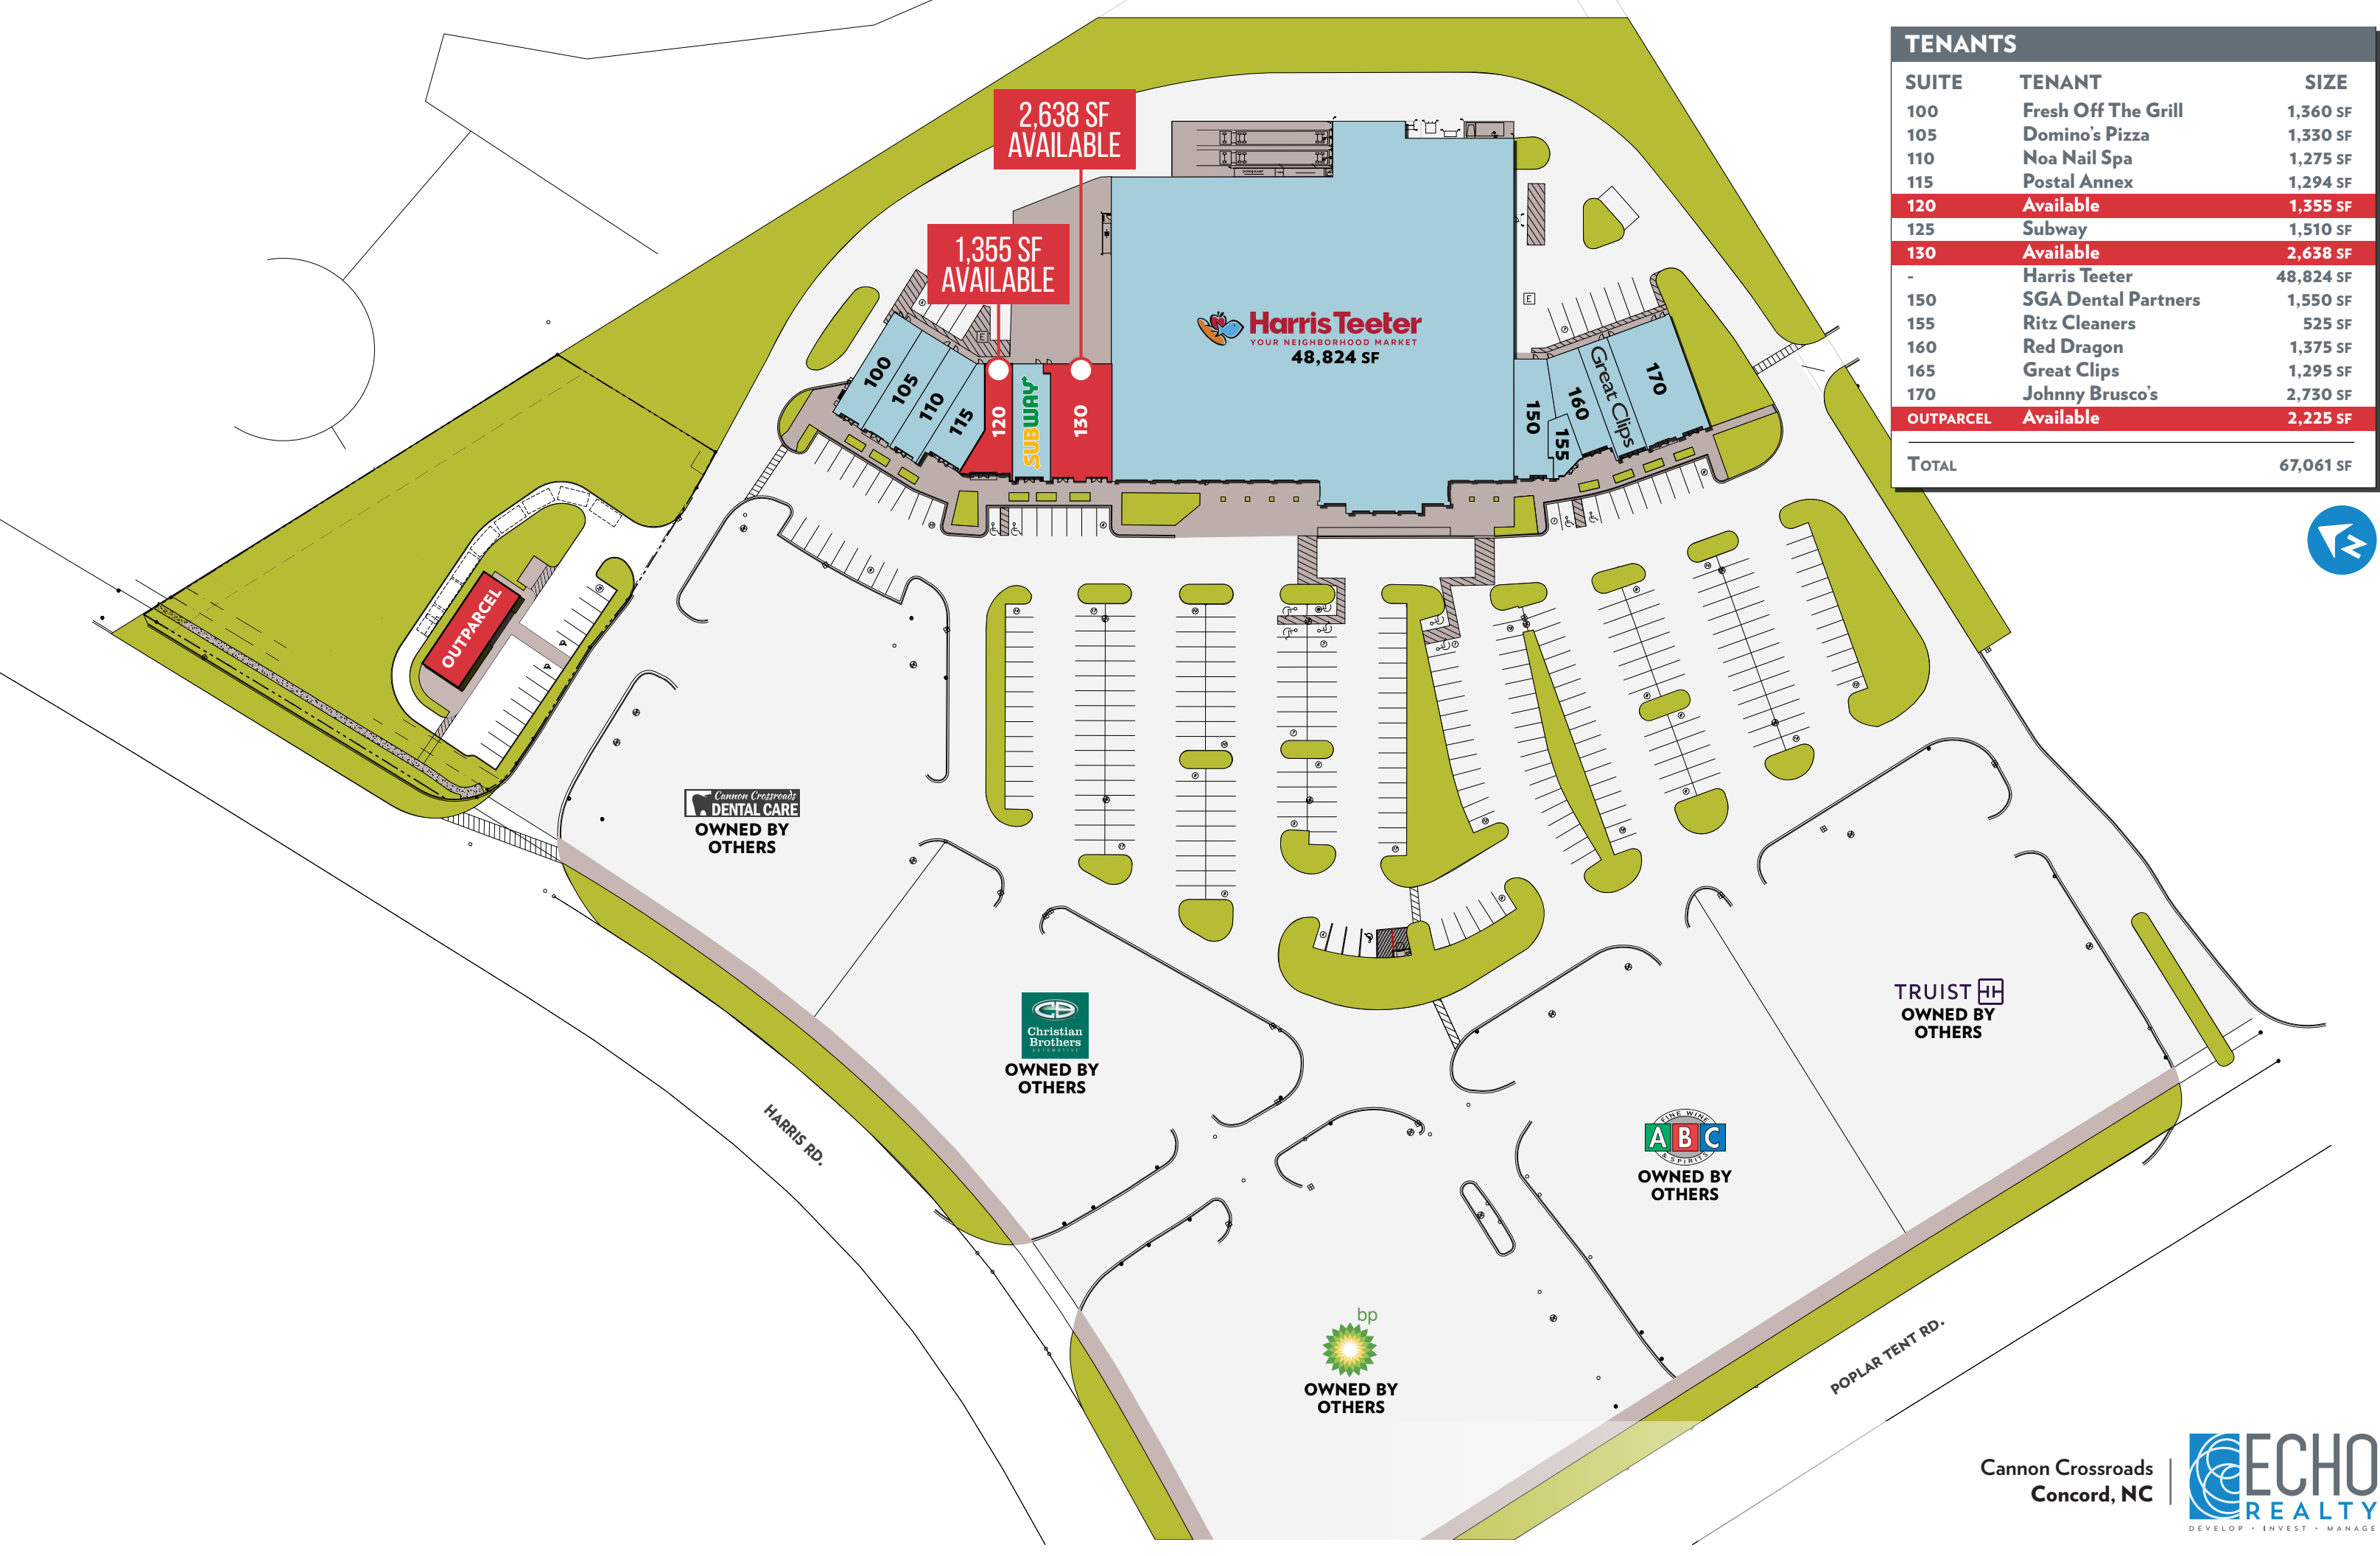 TENANTS
SUITE TENANT SIZE
100 Fresh Off The Grill 1,360 SF
105 Domino's Pizza 1,330 SF
110 Noa Nail Spa 1,275 SF
115 Postal Annex 1,294 SF
120 Available 1,355 SF
125 Subway 1,510 SF
130 Available 2,638 SF
- Harris Teeter 48,824 SF
150 SGA Dental Partners 1,550 SF
155 Ritz Cleaners 525 SF
160 Red Dragon 1,375 SF
165 Great Clips 1,295 SF
170 Johnny Brusco's 2,730 SF
OUTPARCEL Available 2,225 SF
TOTAL 67,061 SF
N
2,638 SF
AVAILABLE
1,355 SF
AVAILABLE
Harris Teeter
YOUR NEIGHBORHOOD MARKET
48,824 SF
E
E
100
105
110
115
120
SUBWAY
130
150
155
160
Great Clips
170
OUTPARCEL
Cannon Crossroads
DENTAL CARE
OWNED BY
OTHERS
CB
Christian
Brothers
AUTOMOTIVE
OWNED BY
OTHERS
TRUIST
OWNED BY
OTHERS
FINE WINE
ABC
& SPIRITS
OWNED BY
OTHERS
bp
OWNED BY
OTHERS
HARRIS RD.
POPLAR TENT RD.
Cannon Crossroads
Concord, NC
ECHO
REALTY
DEVELOP • INVEST • MANAGE